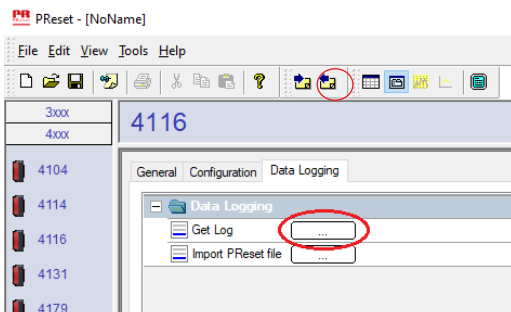 PR PReset - [NoName]
File Edit View Tools Help
3xxx
4xxx
4116
4104
4114
4116
4131
4179
General Configuration Data Logging
Data Logging
Get Log ...
Import PReset file ...